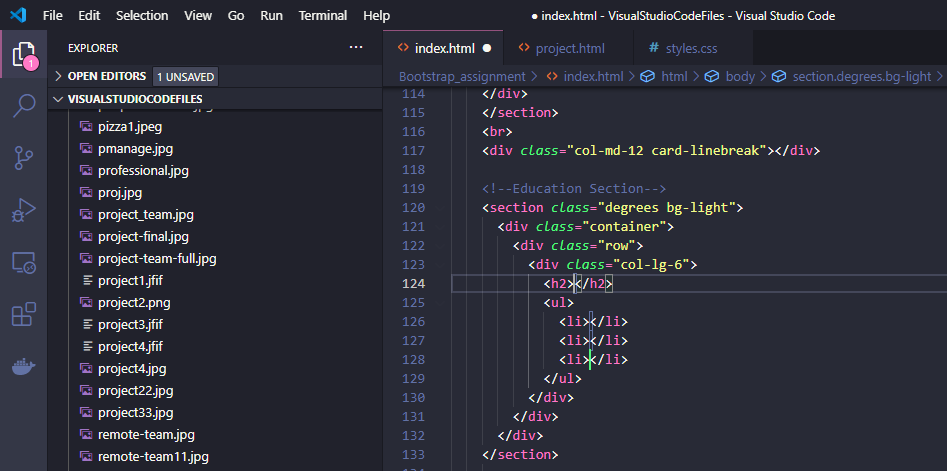 File Edit Selection View Go Run Terminal Help ● index.html - VisualStudioCodeFiles - Visual Studio Code
EXPLORER ···
<> index.html ● <> project.html # styles.css
> OPEN EDITORS 1 UNSAVED
Bootstrap_assignment > <> index.html > html > body > section.degrees.bg-light >
1
VISUALSTUDIOCODEFILES
pizza1.jpeg
pmanage.jpg
professional.jpg
proj.jpg
project_team.jpg
project-final.jpg
project-team-full.jpg
project1.jfif
project2.png
project3.jfif
project4.jfif
project4.jpg
project22.jpg
project33.jpg
remote-team.jpg
remote-team11.jpg
114 </div>
115 </section>
116 <br>
117 <div class="col-md-12 card-linebreak"></div>
118
119 <!--Education Section-->
120 <section class="degrees bg-light">
121 <div class="container">
122 <div class="row">
123 <div class="col-lg-6">
124 <h2></h2>
125 <ul>
126 <li></li>
127 <li></li>
128 <li></li>
129 </ul>
130 </div>
131 </div>
132 </div>
133 </section>